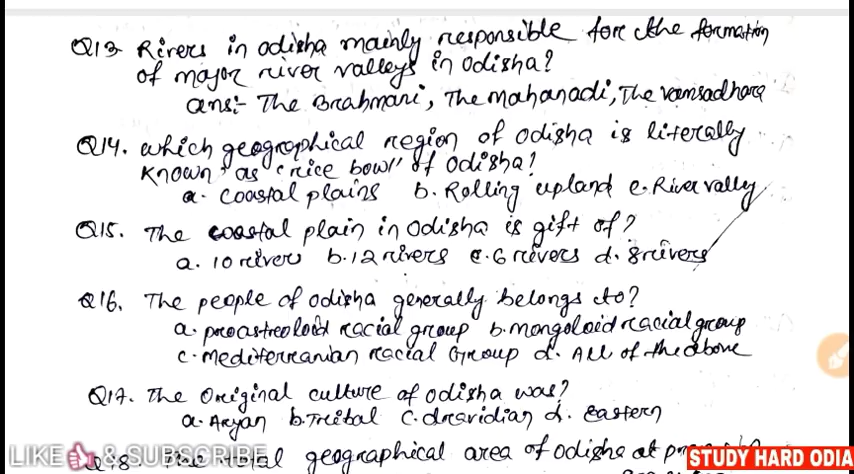 Q13 Rivers in odisha mainly responsible for the formation
of major river valleys in Odisha?
ans:- The Brahmani, The Mahanadi, The Vamsadhara
Q14. which geographical region of Odisha is literally
known as "rice bowl" of Odisha?
a. coastal plains b. Rolling upland c. River vally
Q15. The coastal plain in Odisha is gift of?
a. 10 rivers b. 12 rivers c. 6 rivers d. 8 rivers
Q16. The people of Odisha generally belongs to?
a. proastroloid racial group b. mongoloid racial group
c. mediterranian racial Group d. All of the above
Q17. The Original culture of Odisha was?
a. Aryan b. Tribal c. dravidian d. Eastern
LIKE & SUBSCRIBE
Q18. The total geographical area of Odisha at
STUDY HARD ODIA